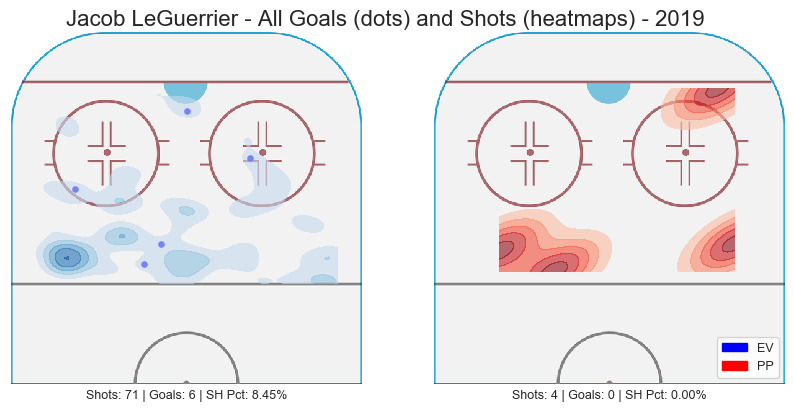 Jacob LeGuerrier - All Goals (dots) and Shots (heatmaps) - 2019
EV
PP
Shots: 71 | Goals: 6 | SH Pct: 8.45%
Shots: 4 | Goals: 0 | SH Pct: 0.00%